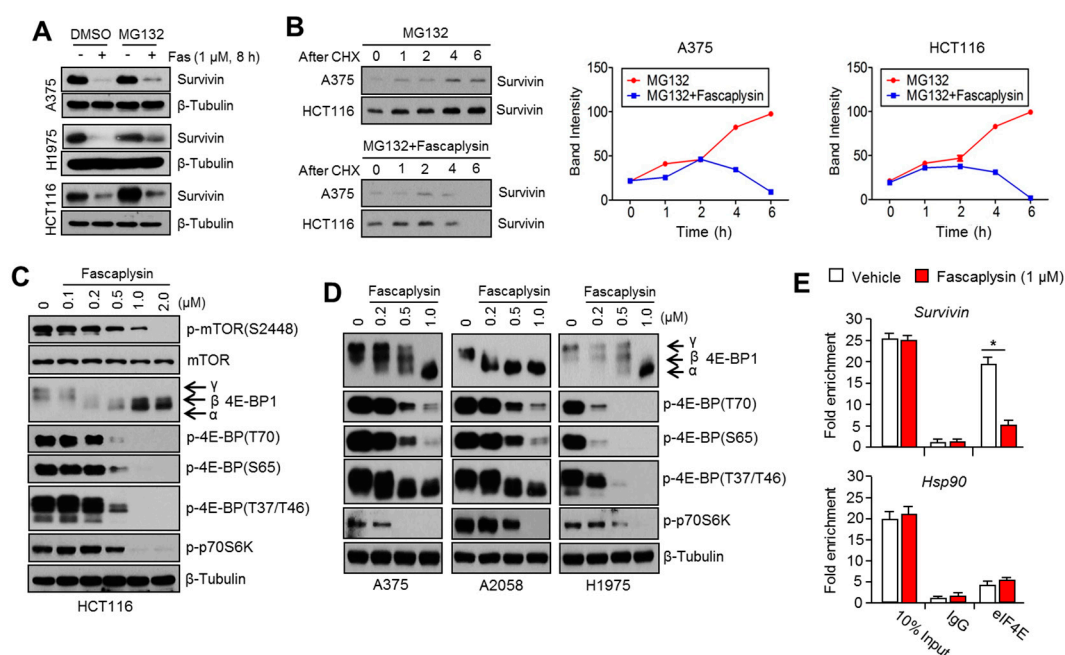 A
DMSO MG132
- + - + Fas (1 µM, 8 h)
A375
Survivin
β-Tubulin
H1975
Survivin
β-Tubulin
HCT116
Survivin
β-Tubulin
B
MG132
After CHX 0 1 2 4 6
A375 Survivin
HCT116 Survivin
MG132+Fascaplysin
After CHX 0 1 2 4 6
A375 Survivin
HCT116 Survivin
A375
MG132
MG132+Fascaplysin
Band Intensity
150
100
50
0
0 1 2 4 6
Time (h)
HCT116
MG132
MG132+Fascaplysin
Band Intensity
150
100
50
0
0 1 2 4 6
Time (h)
C
Fascaplysin
0 0.1 0.2 0.5 1.0 2.0 (µM)
p-mTOR(S2448)
mTOR
γ
β 4E-BP1
α
p-4E-BP(T70)
p-4E-BP(S65)
p-4E-BP(T37/T46)
p-p70S6K
β-Tubulin
HCT116
D
Fascaplysin Fascaplysin Fascaplysin
0 0.2 0.5 1.0 0 0.2 0.5 1.0 0 0.2 0.5 1.0 (µM)
γ
β 4E-BP1
α
p-4E-BP(T70)
p-4E-BP(S65)
p-4E-BP(T37/T46)
p-p70S6K
β-Tubulin
A375 A2058 H1975
E
Vehicle Fascaplysin (1 µM)
Survivin
Fold enrichment
30
25
20
15
10
5
0
*
Hsp90
Fold enrichment
30
25
20
15
10
5
0
10% Input IgG eIF4E